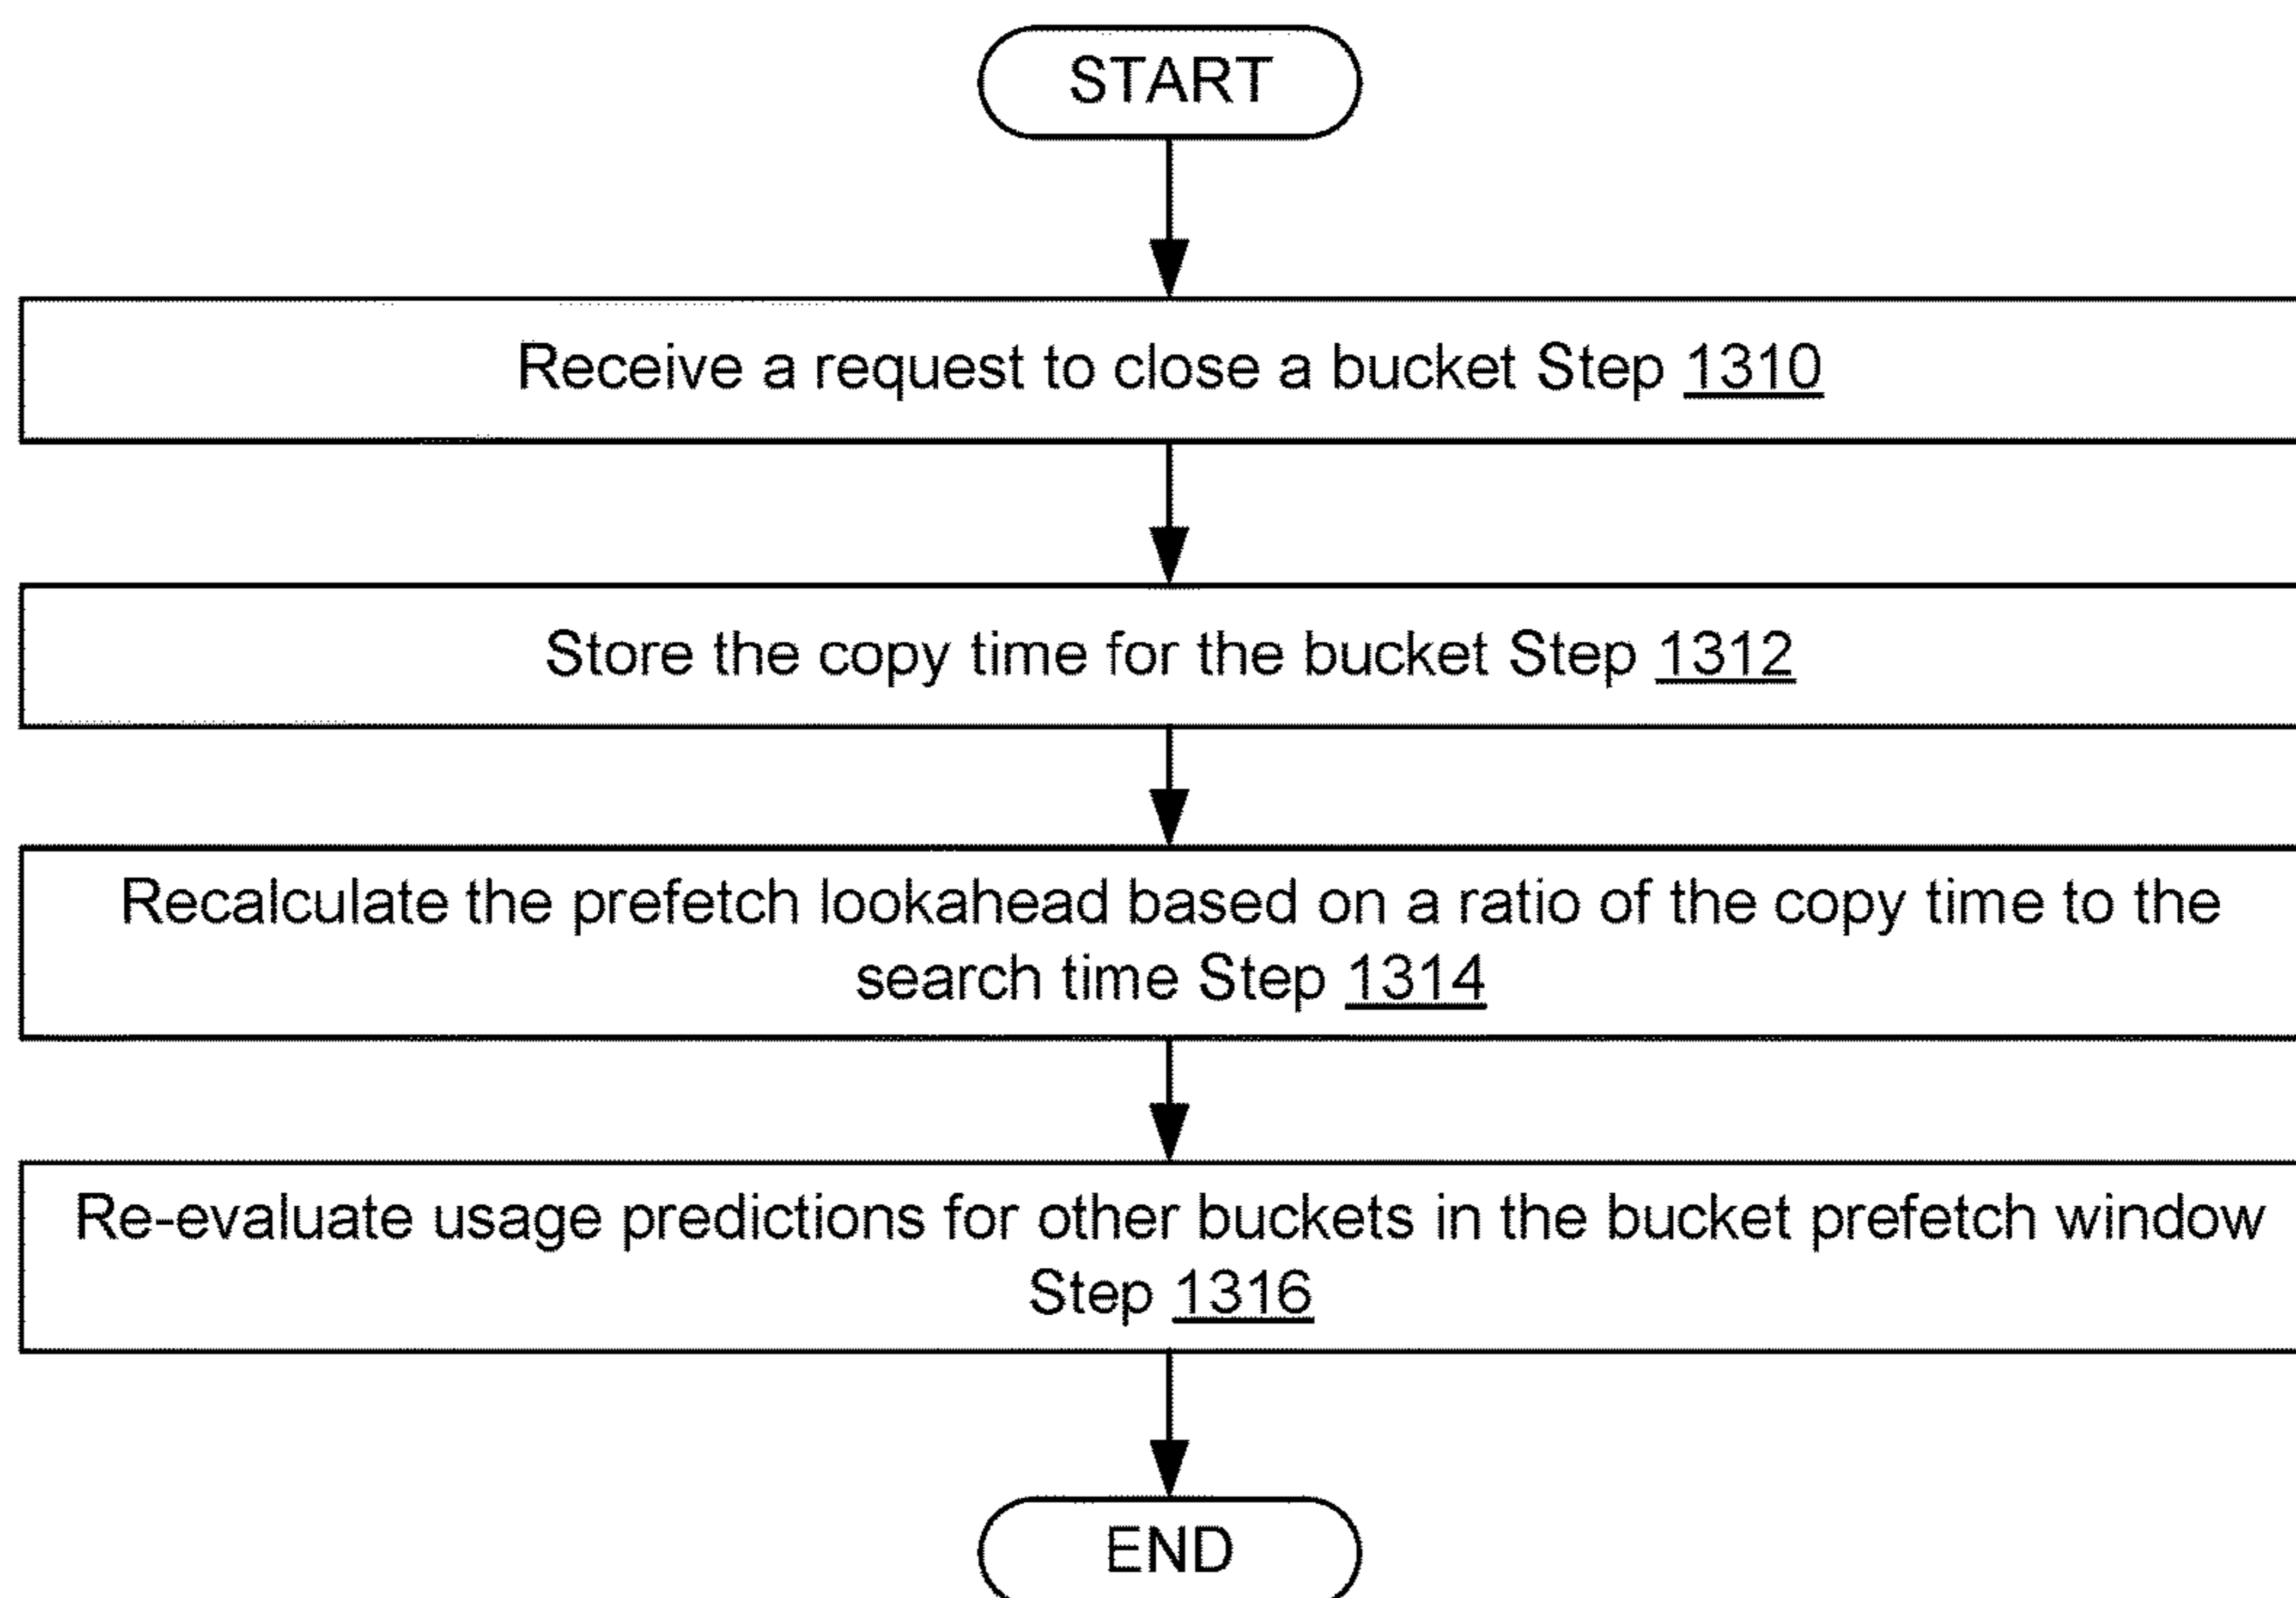 START
Receive a request to close a bucket Step 1310
Store the copy time for the bucket Step 1312
Recalculate the prefetch lookahead based on a ratio of the copy time to the
search time Step 1314
Re-evaluate usage predictions for other buckets in the bucket prefetch window
Step 1316
END